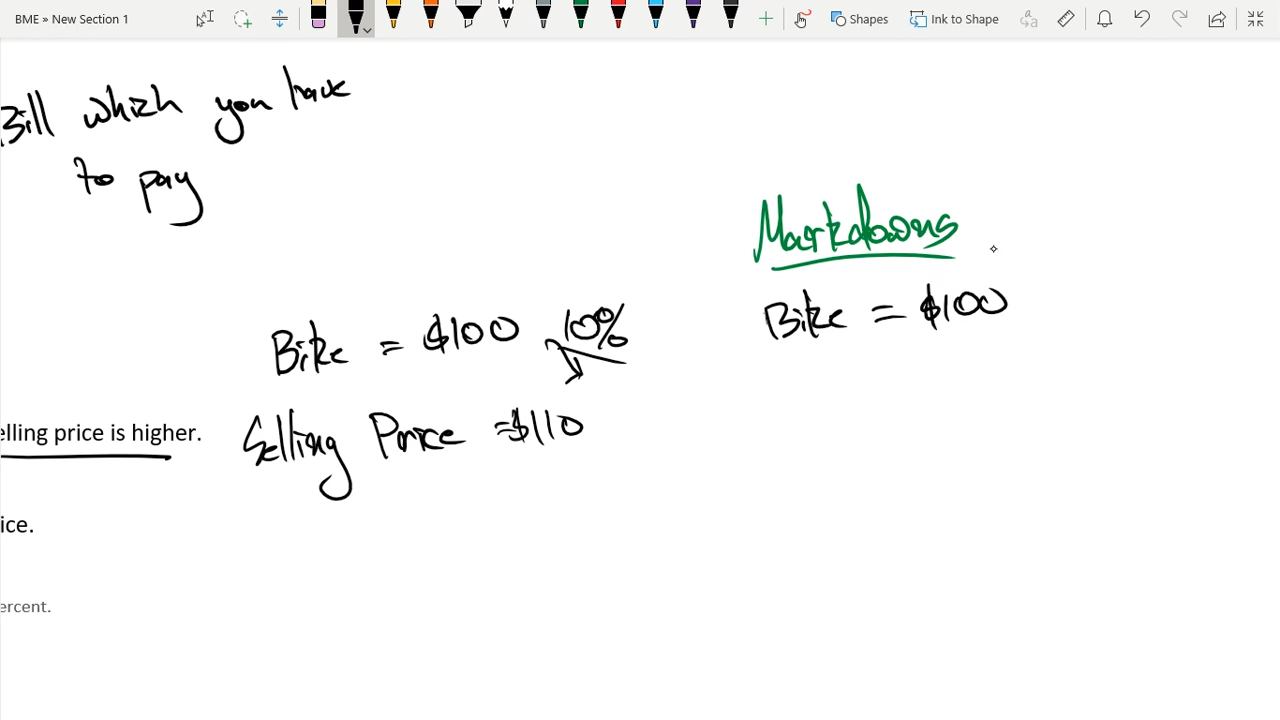 BME » New Section 1
Shapes
Ink to Shape
Bill which you have
to pay
Markdowns
Bike = $100
Bike = $100 10%
elling price is higher.
Selling Price =$110
ice.
ercent.